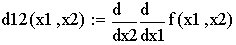 d12(x1 ,x2) := d/dx2 d/dx1 f(x1 ,x2)